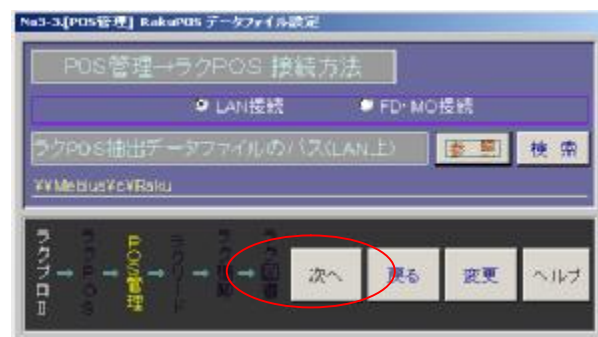 No3-3.[POS管理] RakuPOS データファイル設定
POS管理→ラクPOS 接続方法
LAN接続 FD・MO接続
ラクPOS抽出データファイルのパス(LAN上) 参 照 検 索
¥¥Mebius¥c¥Raku
ラクプロⅡ→ラクPOS→POS管理→ラクリード→
次へ 戻る 変更 ヘルプ